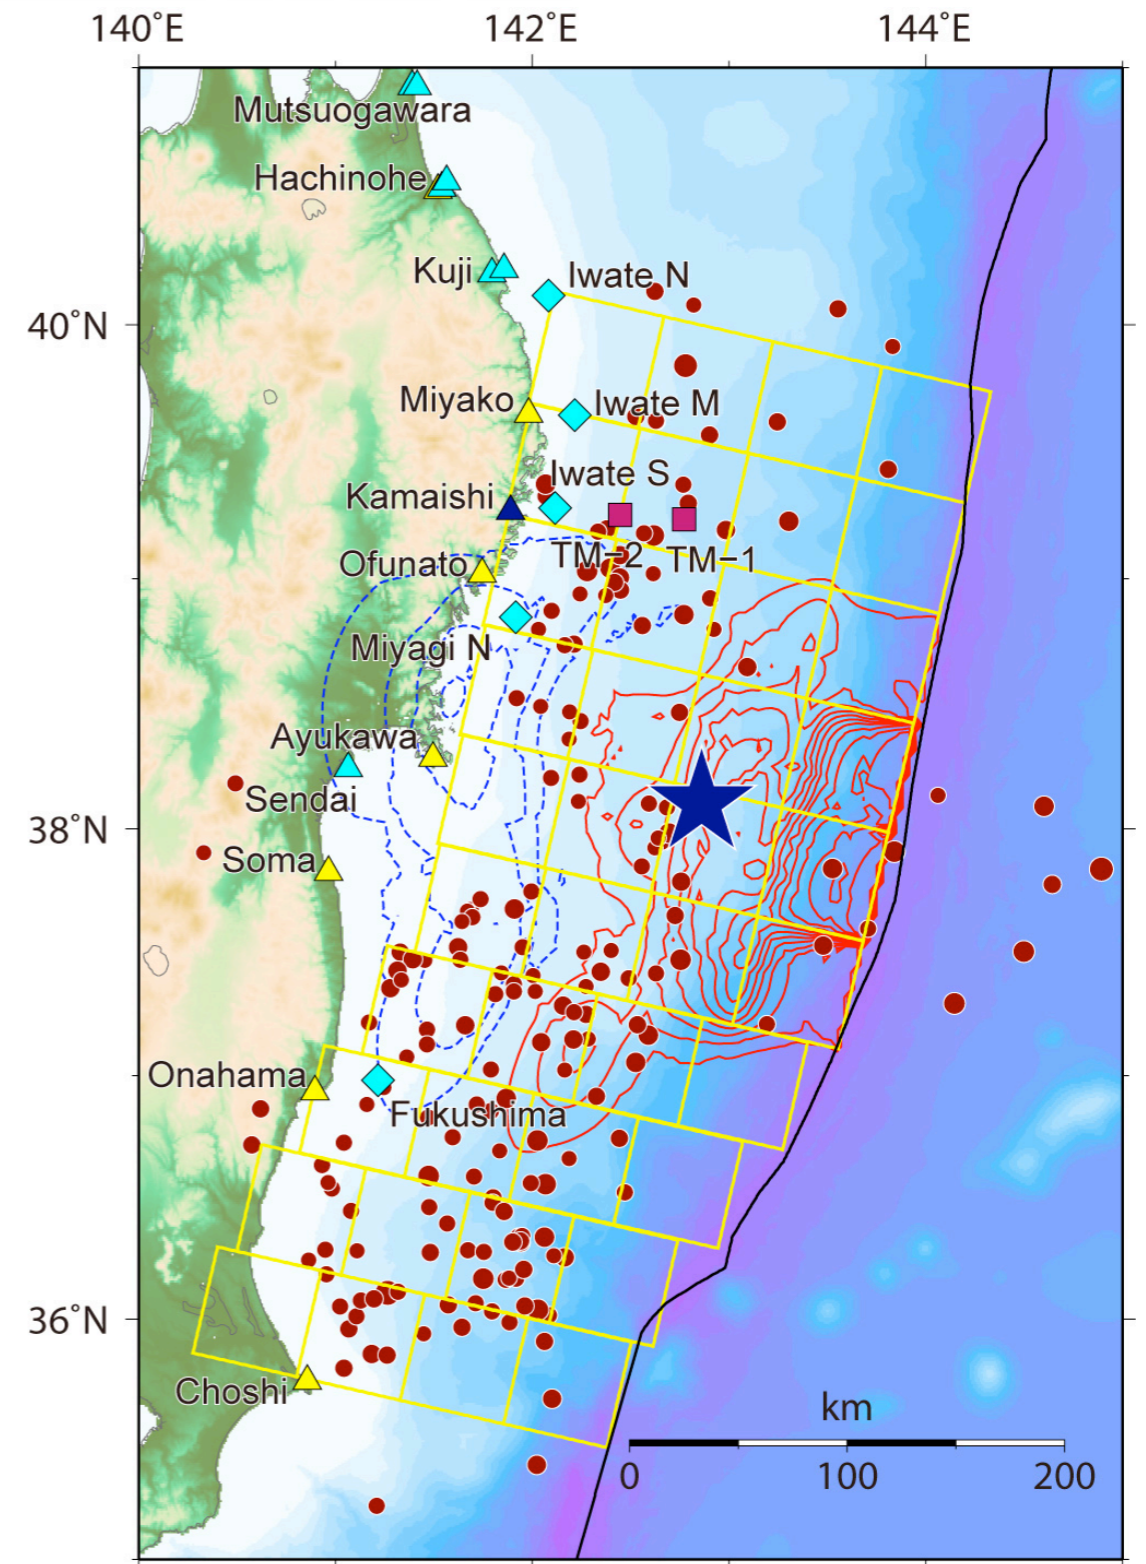 140˚E 142˚E 144˚E
Mutsuogawara
Hachinohe
Kuji
Iwate N
40˚N
Miyako
Iwate M
Iwate S
Kamaishi
TM−2 TM−1
Ofunato
Miyagi N
Ayukawa
Sendai
38˚N
Soma
Onahama
Fukushima
36˚N
Choshi
km
0 100 200